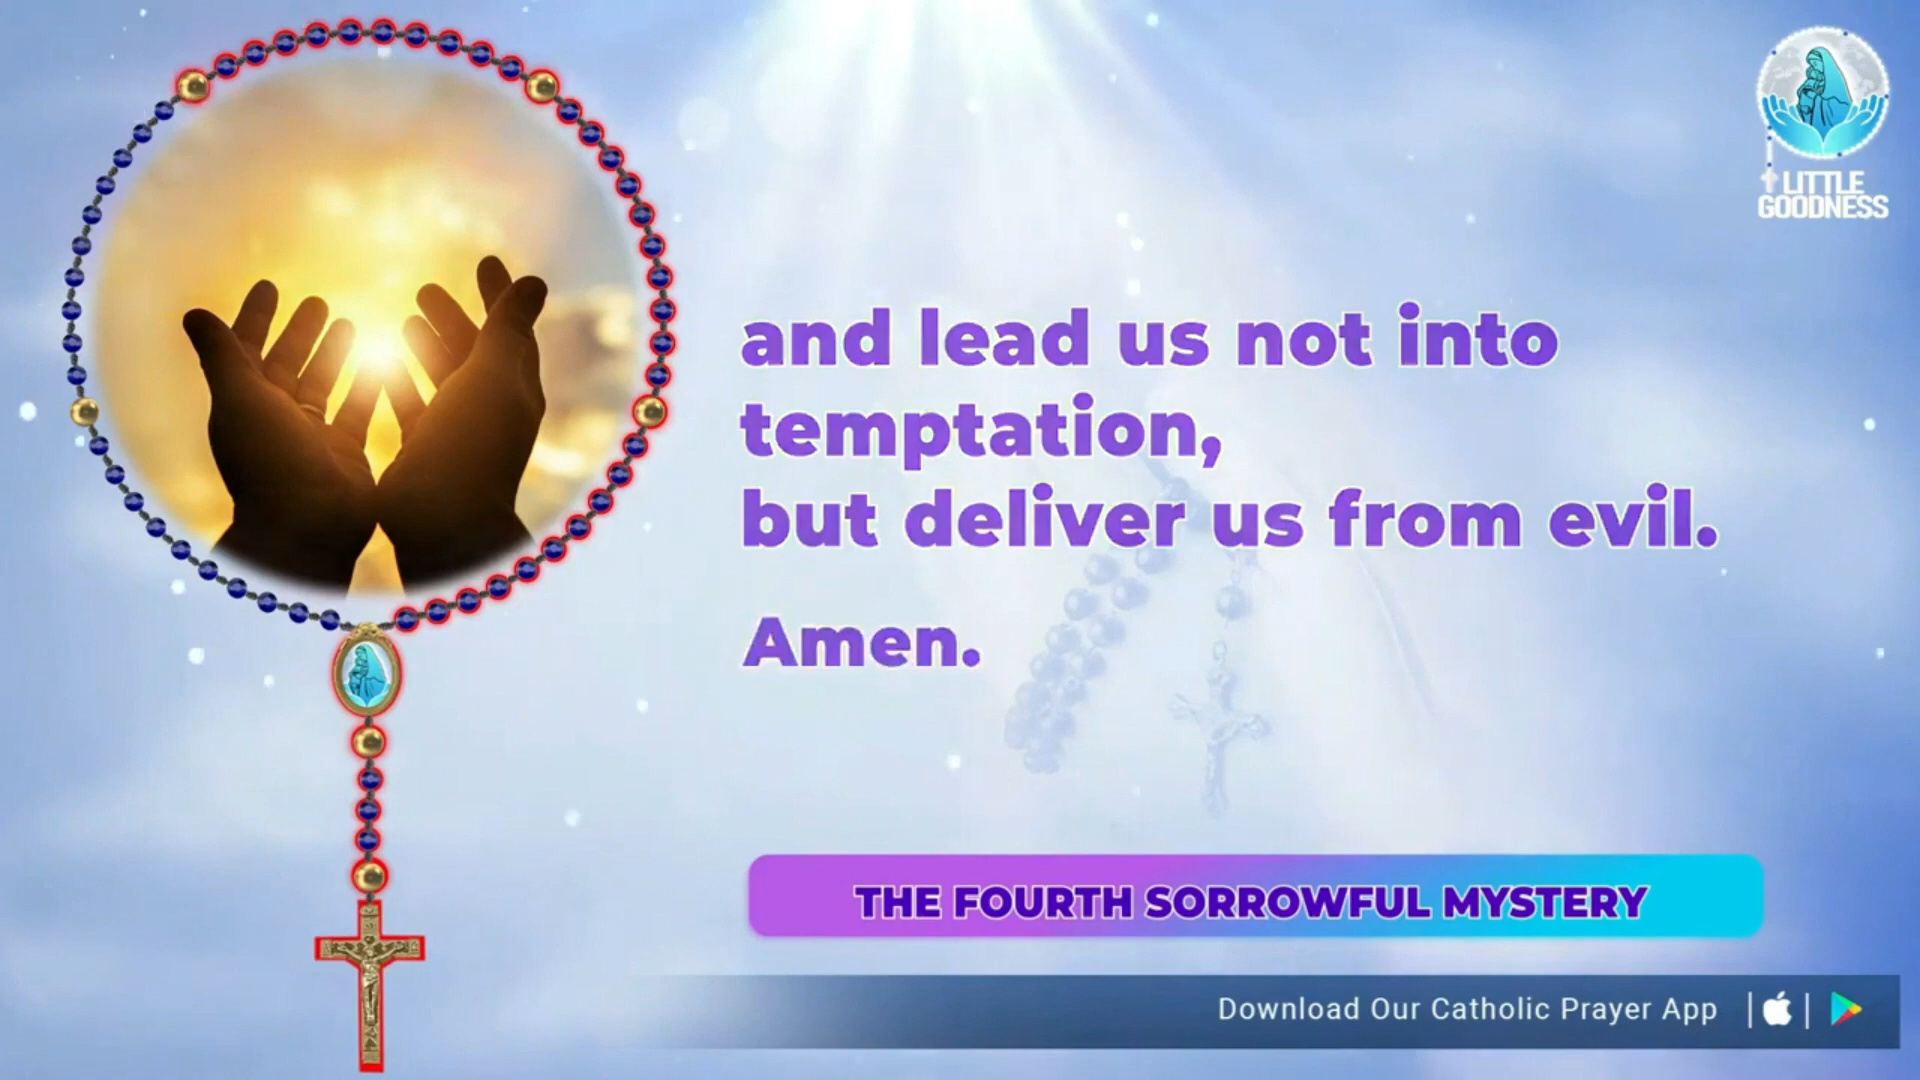 LITTLE
GOODNESS
and lead us not into
temptation,
but deliver us from evil.
Amen.
THE FOURTH SORROWFUL MYSTERY
Download Our Catholic Prayer App